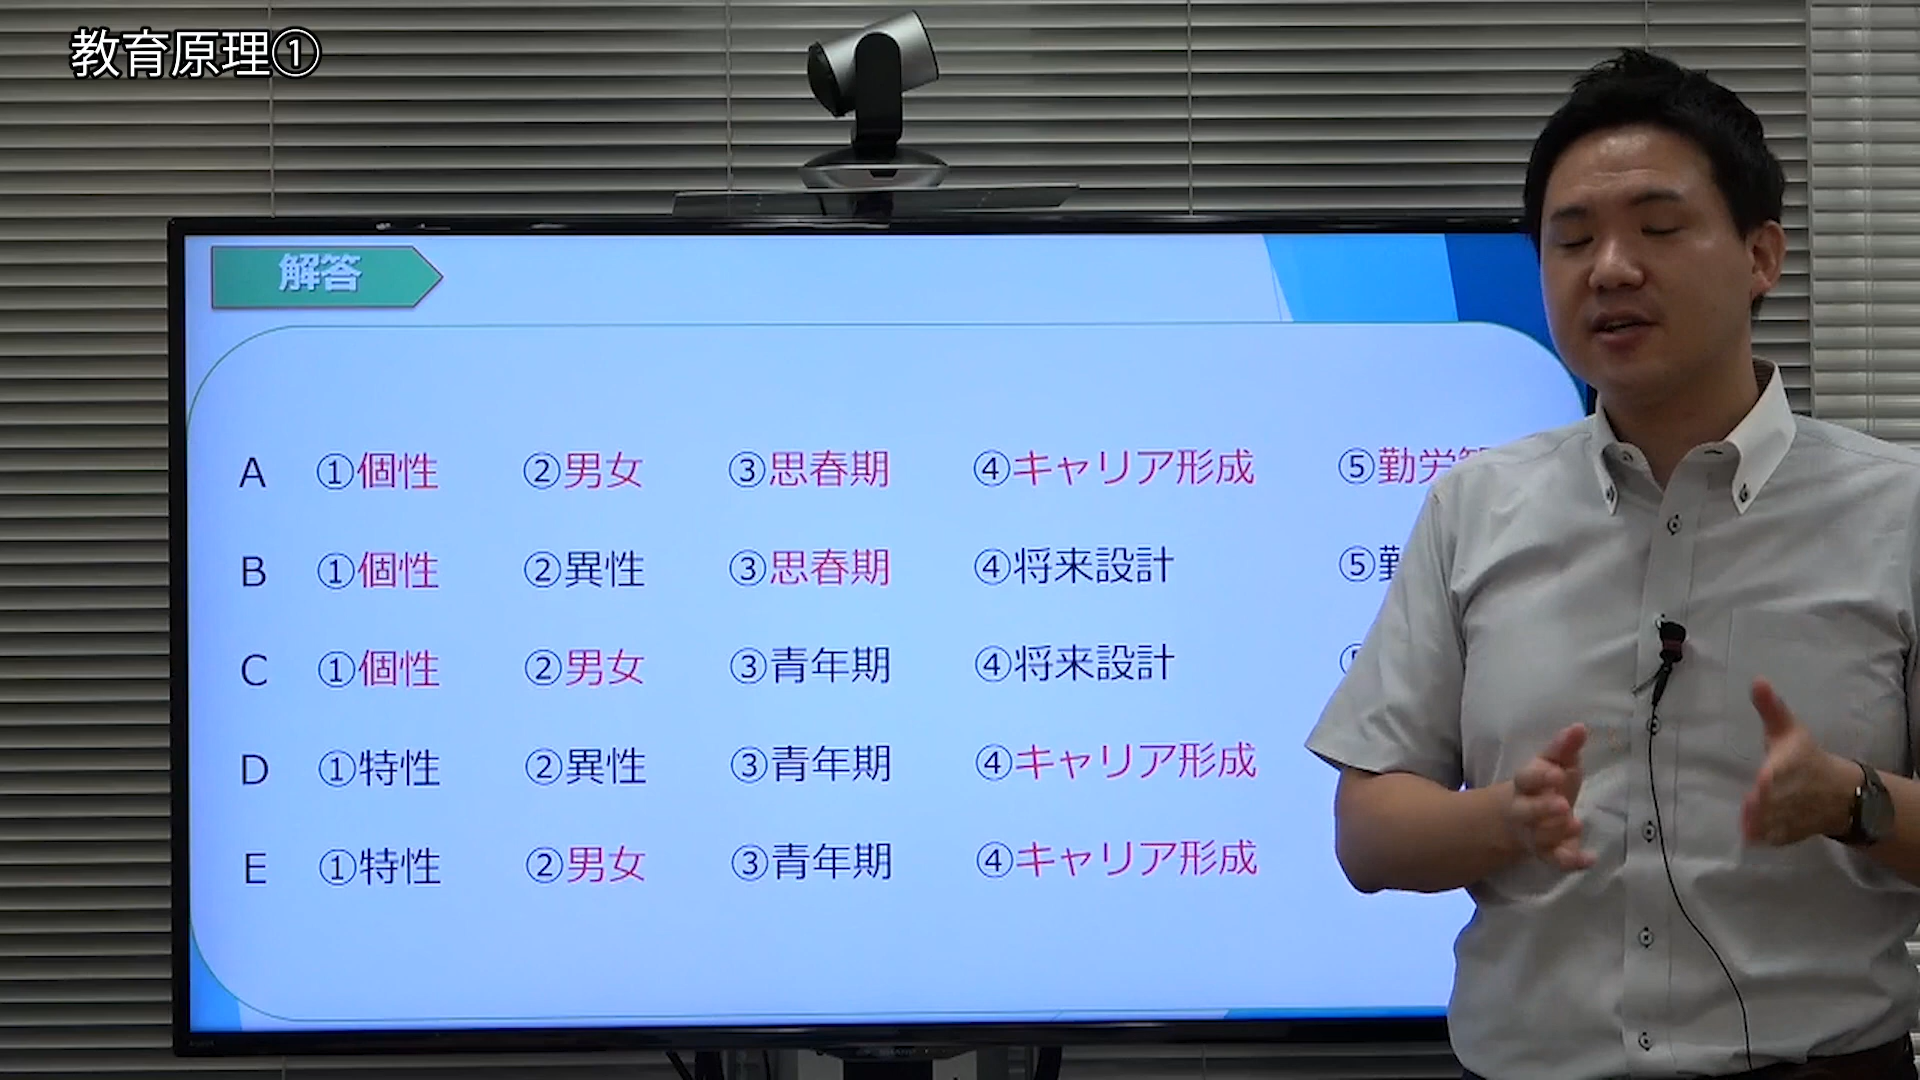 教育原理①
解答
A ①個性 ②男女 ③思春期 ④キャリア形成 ⑤勤労
B ①個性 ②異性 ③思春期 ④将来設計 ⑤勤
C ①個性 ②男女 ③青年期 ④将来設計
D ①特性 ②異性 ③青年期 ④キャリア形成
E ①特性 ②男女 ③青年期 ④キャリア形成